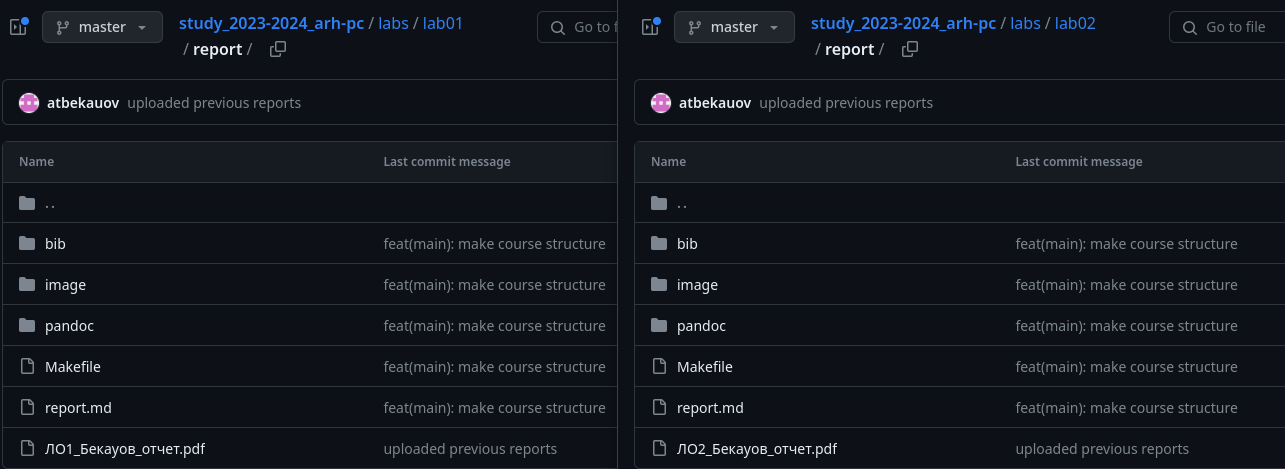 master study_2023-2024_arh-pc / labs / lab01 Go to f
/ report /
atbekauov uploaded previous reports
Name Last commit message
..
bib feat(main): make course structure
image feat(main): make course structure
pandoc feat(main): make course structure
Makefile feat(main): make course structure
report.md feat(main): make course structure
ЛО1_Бекауов_отчет.pdf uploaded previous reports
master study_2023-2024_arh-pc / labs / lab02 Go to file
/ report /
atbekauov uploaded previous reports
Name Last commit message
..
bib feat(main): make course structure
image feat(main): make course structure
pandoc feat(main): make course structure
Makefile feat(main): make course structure
report.md feat(main): make course structure
ЛО2_Бекауов_отчет.pdf uploaded previous reports